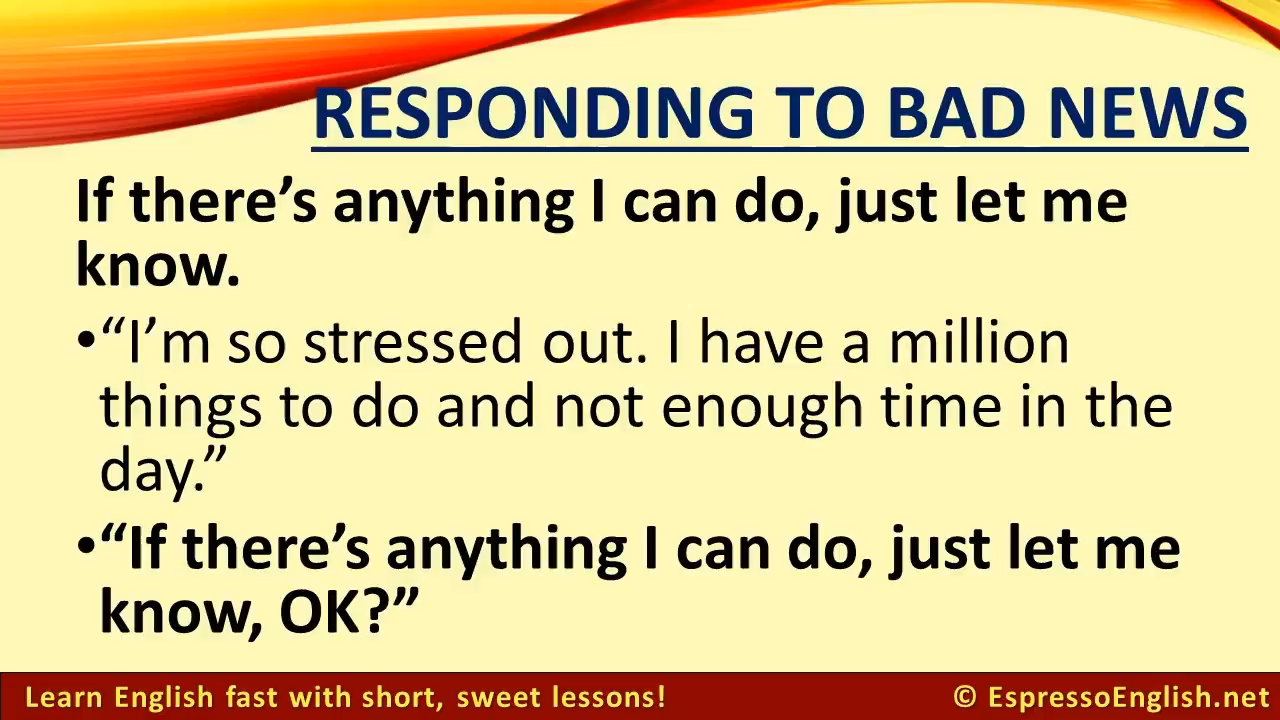 RESPONDING TO BAD NEWS
If there’s anything I can do, just let me
know.
•“I’m so stressed out. I have a million
things to do and not enough time in the
day.”
•“If there’s anything I can do, just let me
know, OK?”
Learn English fast with short, sweet lessons!
© EspressoEnglish.net